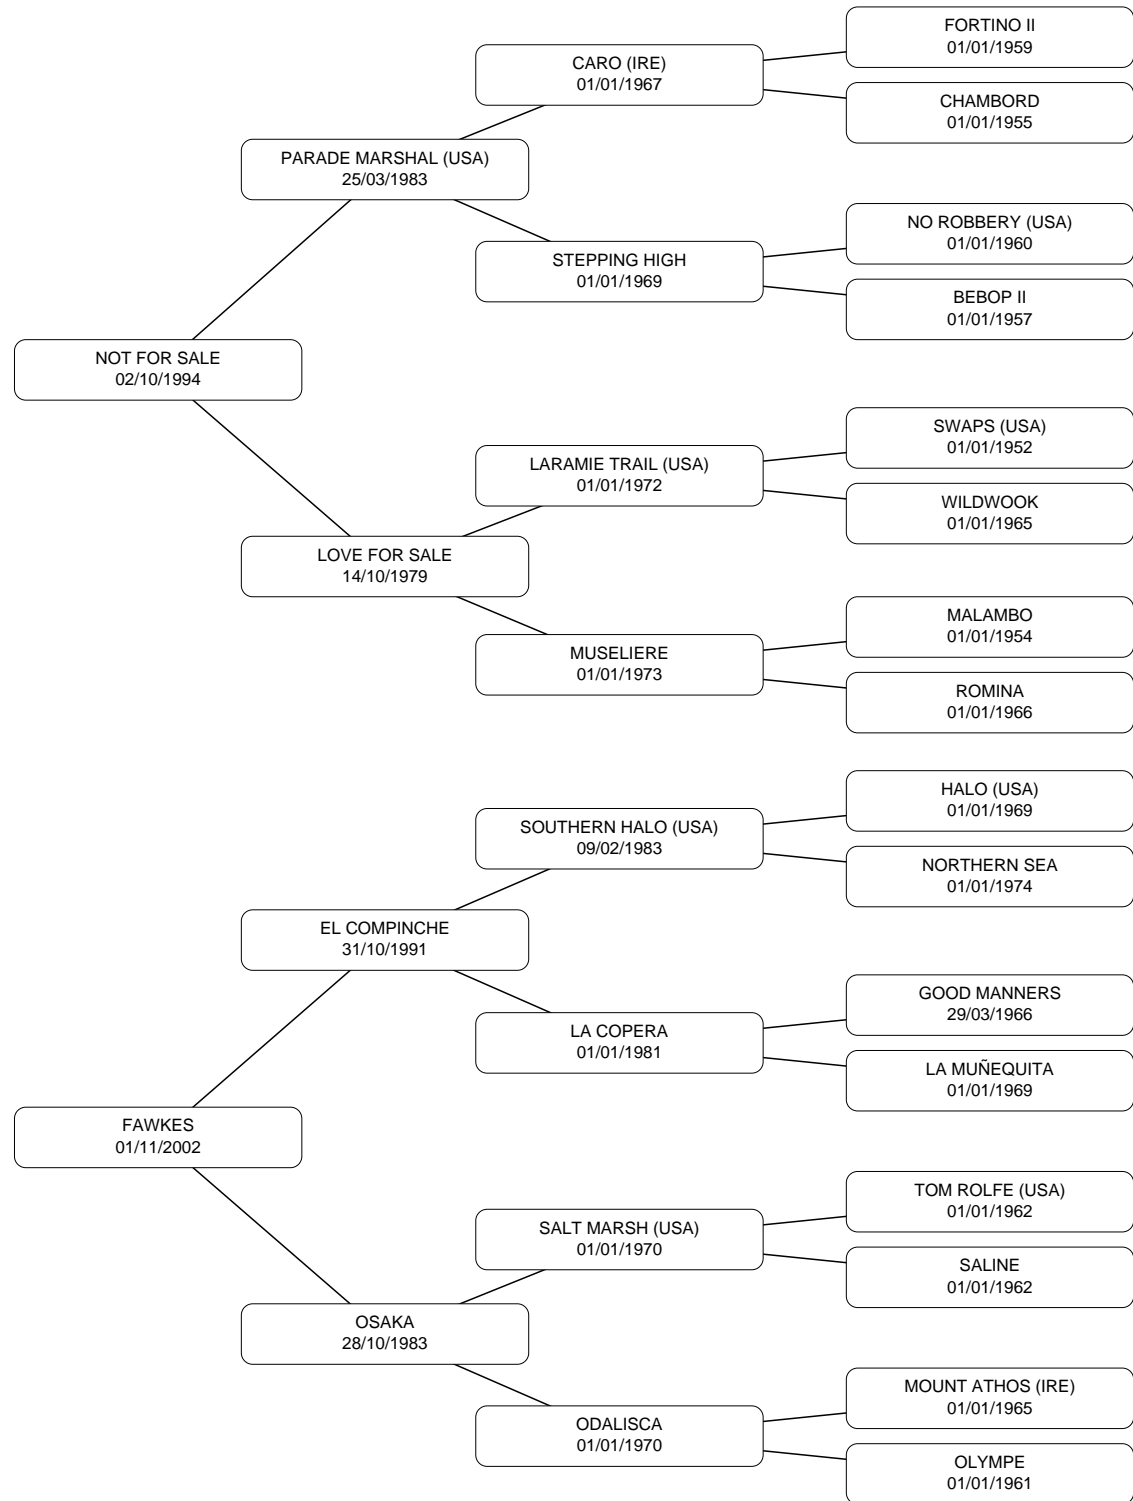 FORTINO II
01/01/1959
CARO (IRE)
01/01/1967
CHAMBORD
01/01/1955
PARADE MARSHAL (USA)
25/03/1983
NO ROBBERY (USA)
01/01/1960
STEPPING HIGH
01/01/1969
BEBOP II
01/01/1957
NOT FOR SALE
02/10/1994
SWAPS (USA)
01/01/1952
LARAMIE TRAIL (USA)
01/01/1972
WILDWOOK
01/01/1965
LOVE FOR SALE
14/10/1979
MALAMBO
01/01/1954
MUSELIERE
01/01/1973
ROMINA
01/01/1966
HALO (USA)
01/01/1969
SOUTHERN HALO (USA)
09/02/1983
NORTHERN SEA
01/01/1974
EL COMPINCHE
31/10/1991
GOOD MANNERS
29/03/1966
LA COPERA
01/01/1981
LA MUÑEQUITA
01/01/1969
FAWKES
01/11/2002
TOM ROLFE (USA)
01/01/1962
SALT MARSH (USA)
01/01/1970
SALINE
01/01/1962
OSAKA
28/10/1983
MOUNT ATHOS (IRE)
01/01/1965
ODALISCA
01/01/1970
OLYMPE
01/01/1961